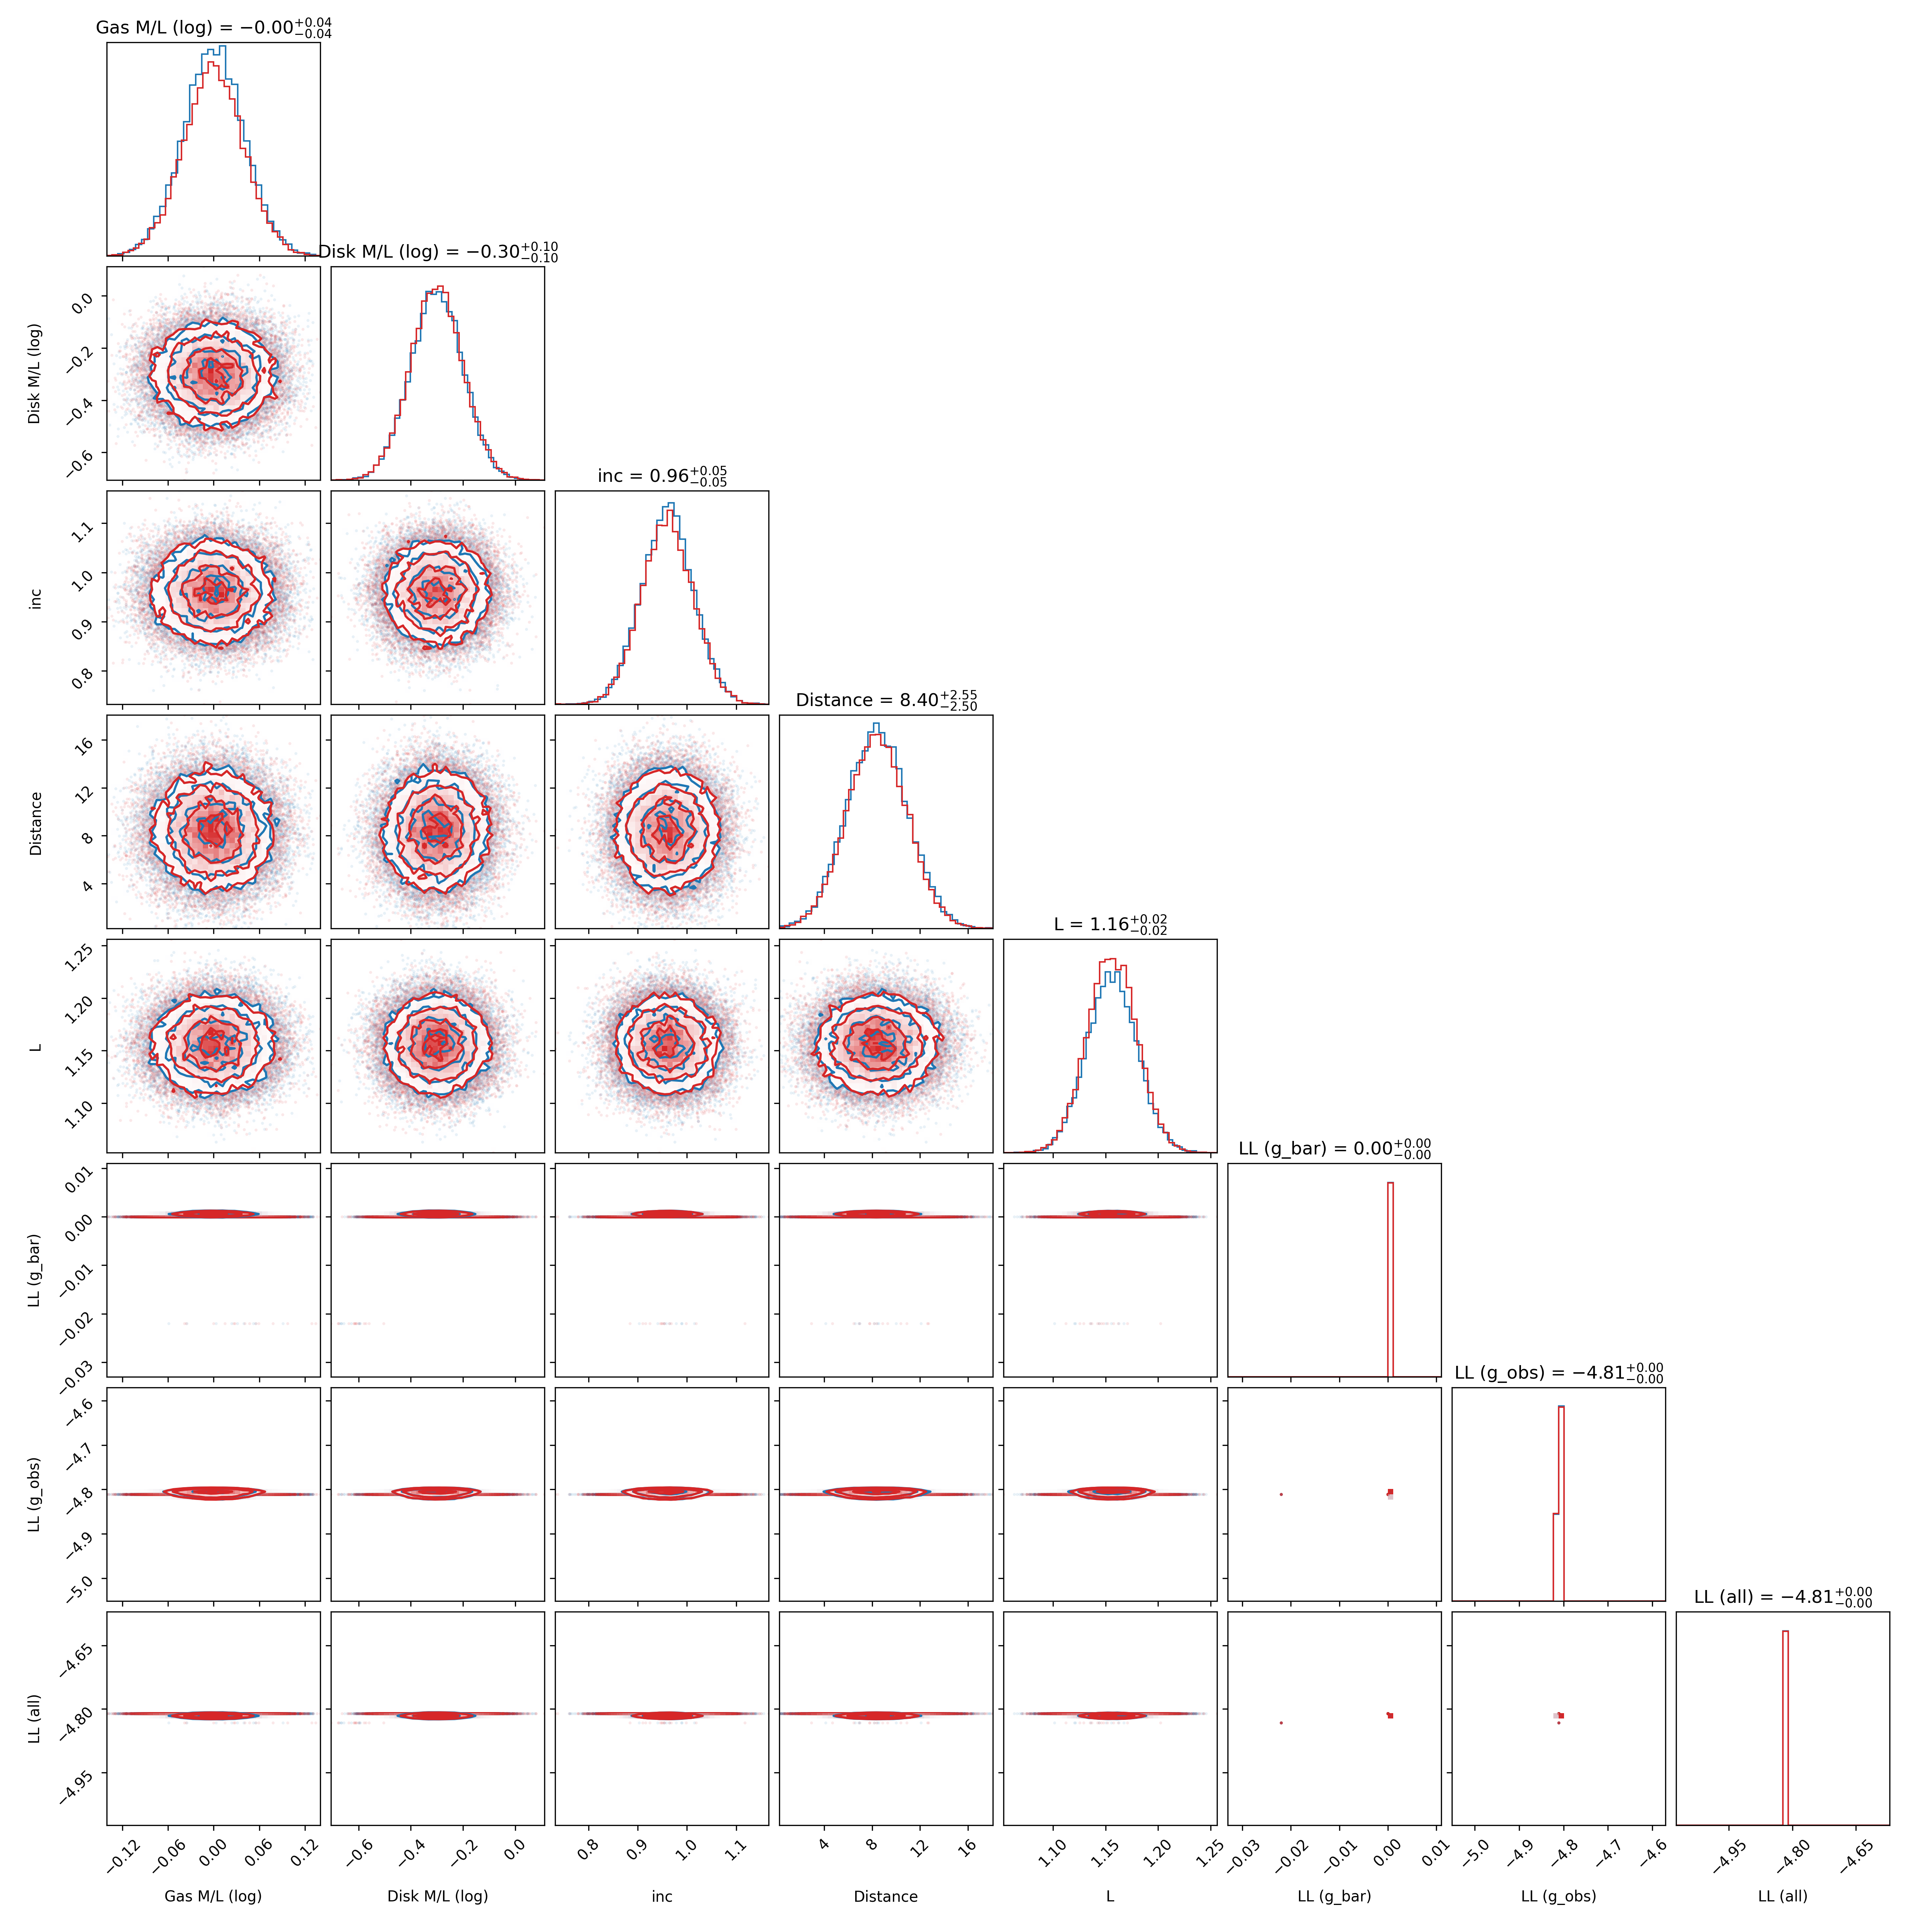 Gas M/L (log) = −0.00+0.04−0.04
Disk M/L (log) = −0.30+0.10−0.10
0.0
−0.2
−0.4
−0.6
Disk M/L (log)
inc = 0.96+0.05−0.05
1.1
1.0
0.9
0.8
inc
Distance = 8.40+2.55−2.50
16
12
8
4
Distance
L = 1.16+0.02−0.02
1.25
1.20
1.15
1.10
L
LL (g_bar) = 0.00+0.00−0.00
0.01
0.00
−0.01
−0.02
−0.03
LL (g_bar)
LL (g_obs) = −4.81+0.00−0.00
−4.6
−4.7
−4.8
−4.9
−5.0
LL (g_obs)
LL (all) = −4.81+0.00−0.00
−4.65
−4.80
−4.95
LL (all)
−0.12 −0.06 0.00 0.06 0.12 −0.6 −0.4 −0.2 0.0 0.8 0.9 1.0 1.1 4 8 12 16 1.10 1.15 1.20 1.25 −0.03 −0.02 −0.01 0.00 0.01 −5.0 −4.9 −4.8 −4.7 −4.6 −4.95 −4.80 −4.65
Gas M/L (log) Disk M/L (log) inc Distance L LL (g_bar) LL (g_obs) LL (all)